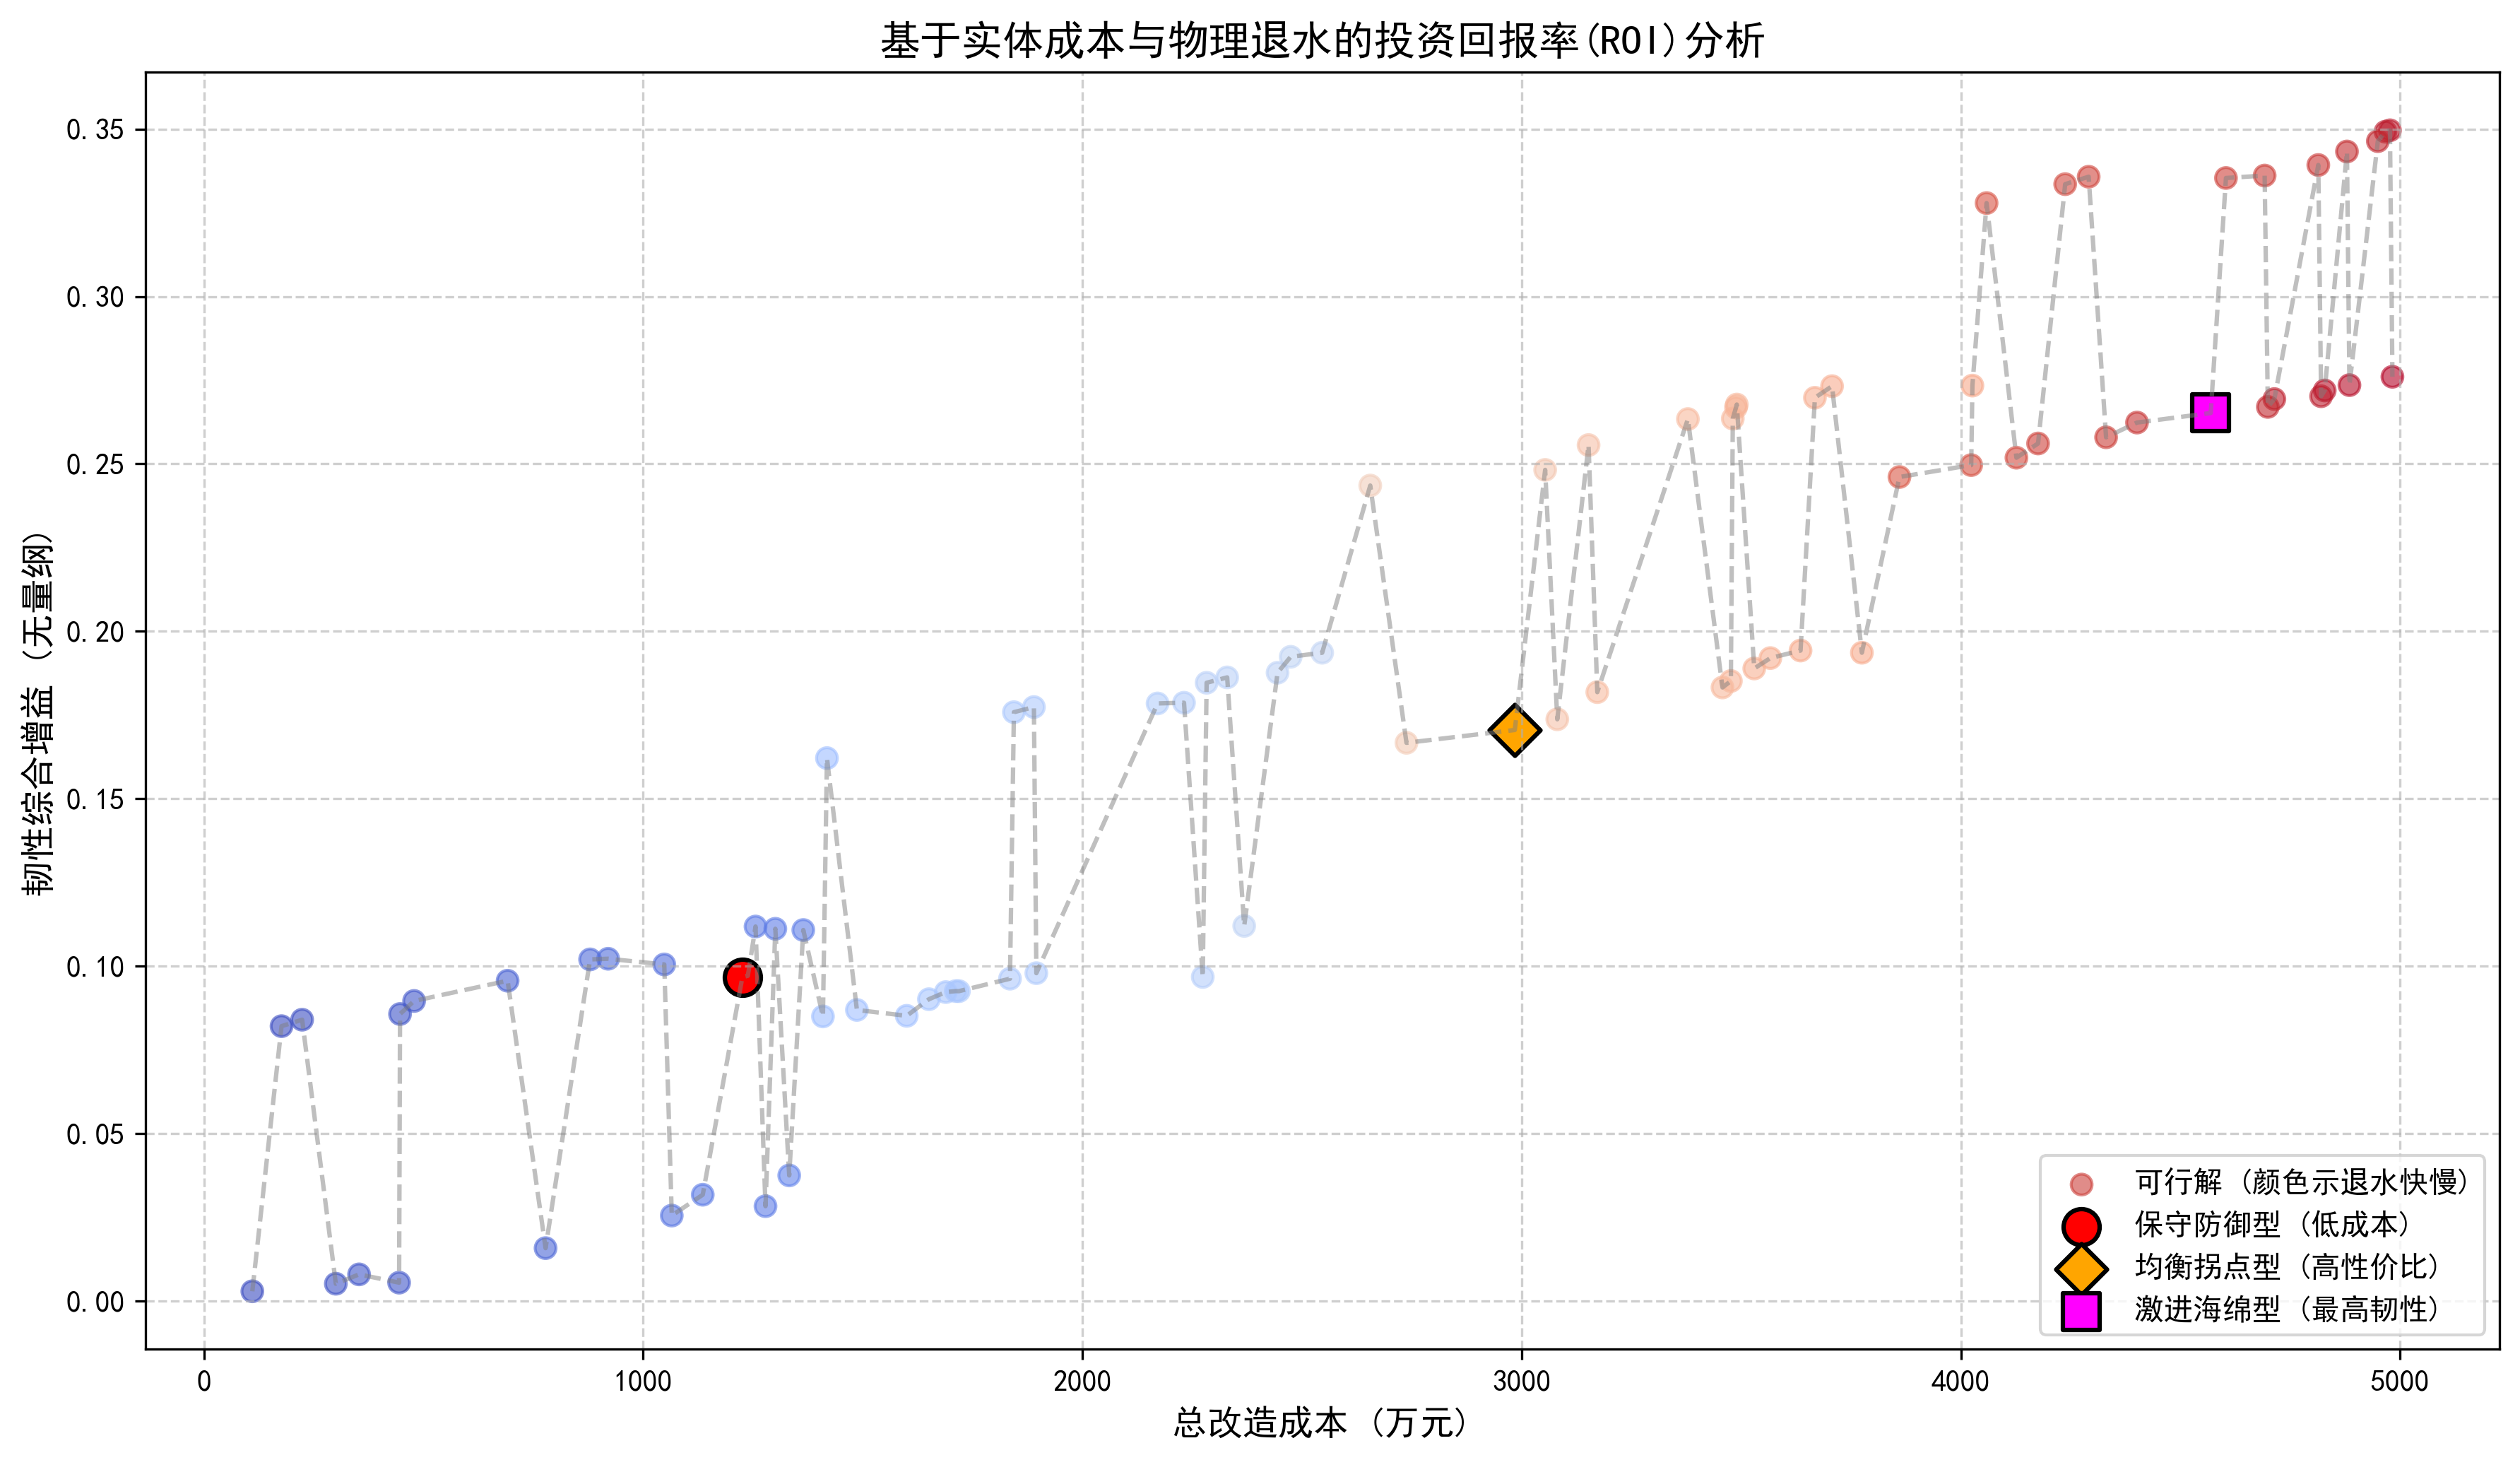 基于实体成本与物理退水的投资回报率(ROI)分析
韧性综合增益 (无量纲)
0.35
0.30
0.25
0.20
0.15
0.10
0.05
0.00
可行解 (颜色示退水快慢)
保守防御型 (低成本)
均衡拐点型 (高性价比)
激进海绵型 (最高韧性)
0 1000 2000 3000 4000 5000
总改造成本 (万元)